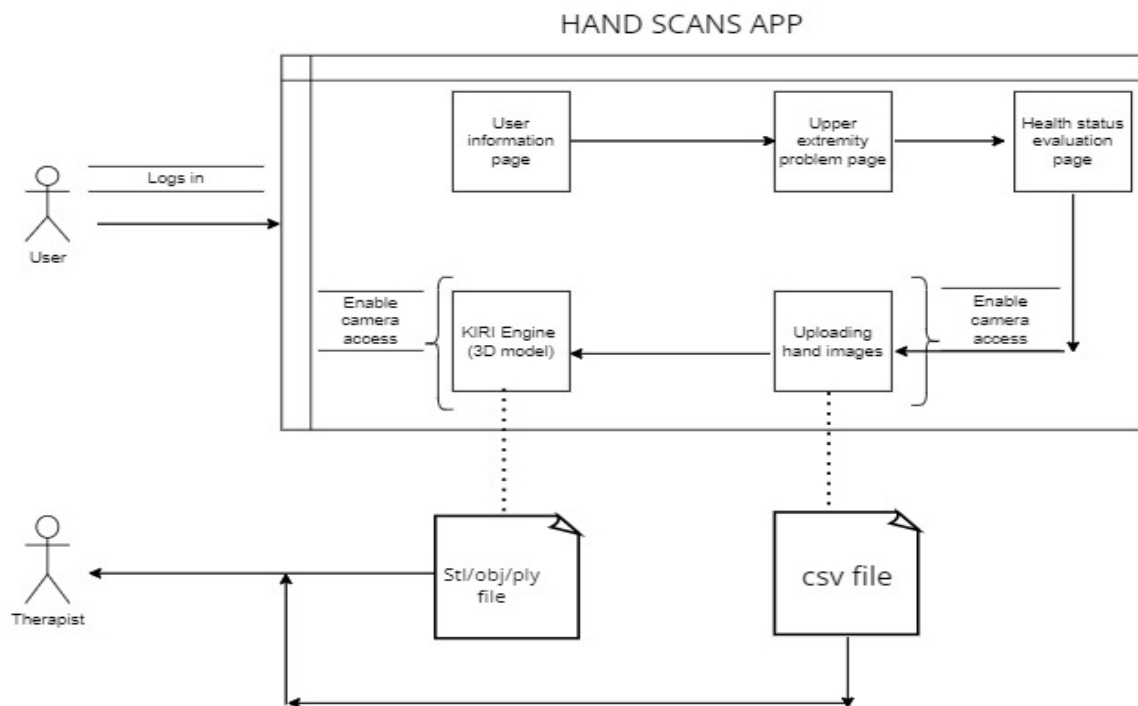 HAND SCANS APP
User
information
page
Upper
extremity
problem page
Health status
evaluation
page
Logs in
User
Enable
camera
access
KIRI Engine
(3D model)
Uploading
hand images
Enable
camera
access
Stl/obj/ply
file
csv file
Therapist